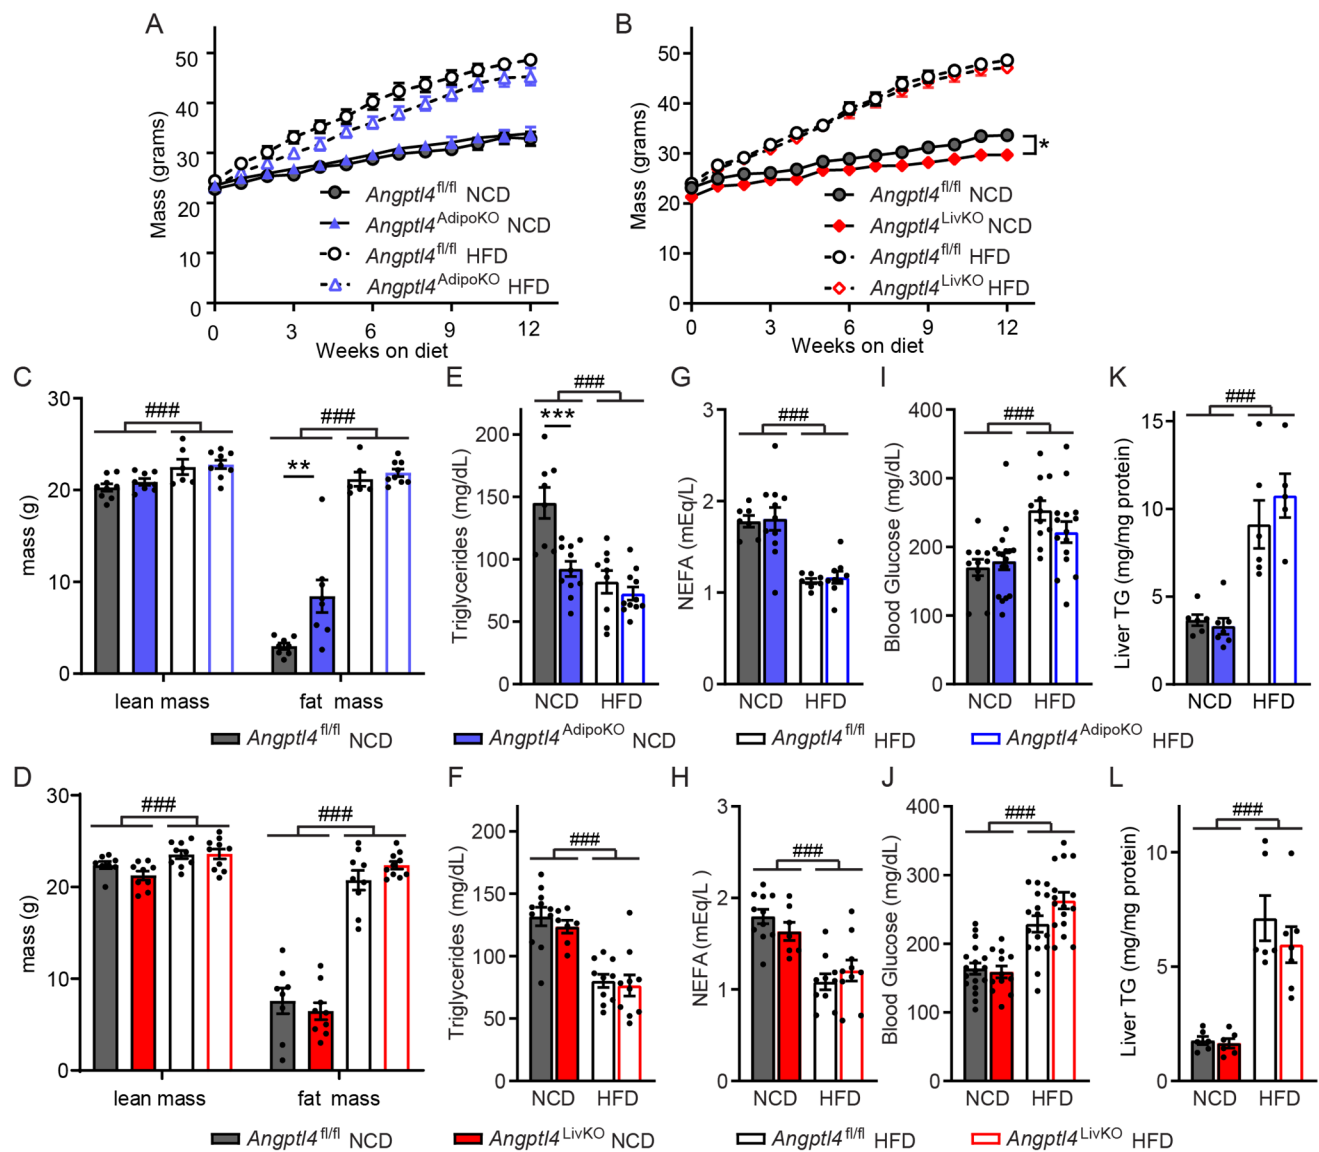 A
Mass (grams)
50
40
30
20
10
0
0 3 6 9 12
Weeks on diet
Angptl4fl/fl NCD
Angptl4AdipoKO NCD
Angptl4fl/fl HFD
Angptl4AdipoKO HFD
B
Mass (grams)
50
40
30
20
10
0
0 3 6 9 12
Weeks on diet
*
Angptl4fl/fl NCD
Angptl4LivKO NCD
Angptl4fl/fl HFD
Angptl4LivKO HFD
C
mass (g)
30
20
10
0
###
###
**
lean mass fat mass
E
Triglycerides (mg/dL)
200
150
100
50
0
###
***
NCD HFD
G
NEFA (mEq/L)
3
2
1
0
###
NCD HFD
I
Blood Glucose (mg/dL)
400
300
200
100
0
###
NCD HFD
K
Liver TG (mg/mg protein)
15
10
5
0
###
NCD HFD
Angptl4fl/fl NCD Angptl4AdipoKO NCD Angptl4fl/fl HFD Angptl4AdipoKO HFD
D
mass (g)
30
20
10
0
###
###
lean mass fat mass
F
Triglycerides (mg/dL)
200
150
100
50
0
###
NCD HFD
H
NEFA (mEq/L )
3
2
1
0
###
NCD HFD
J
Blood Glucose (mg/dL)
400
300
200
100
0
###
NCD HFD
L
Liver TG (mg/mg protein)
10
5
0
###
NCD HFD
Angptl4fl/fl NCD Angptl4LivKO NCD Angptl4fl/fl HFD Angptl4LivKO HFD